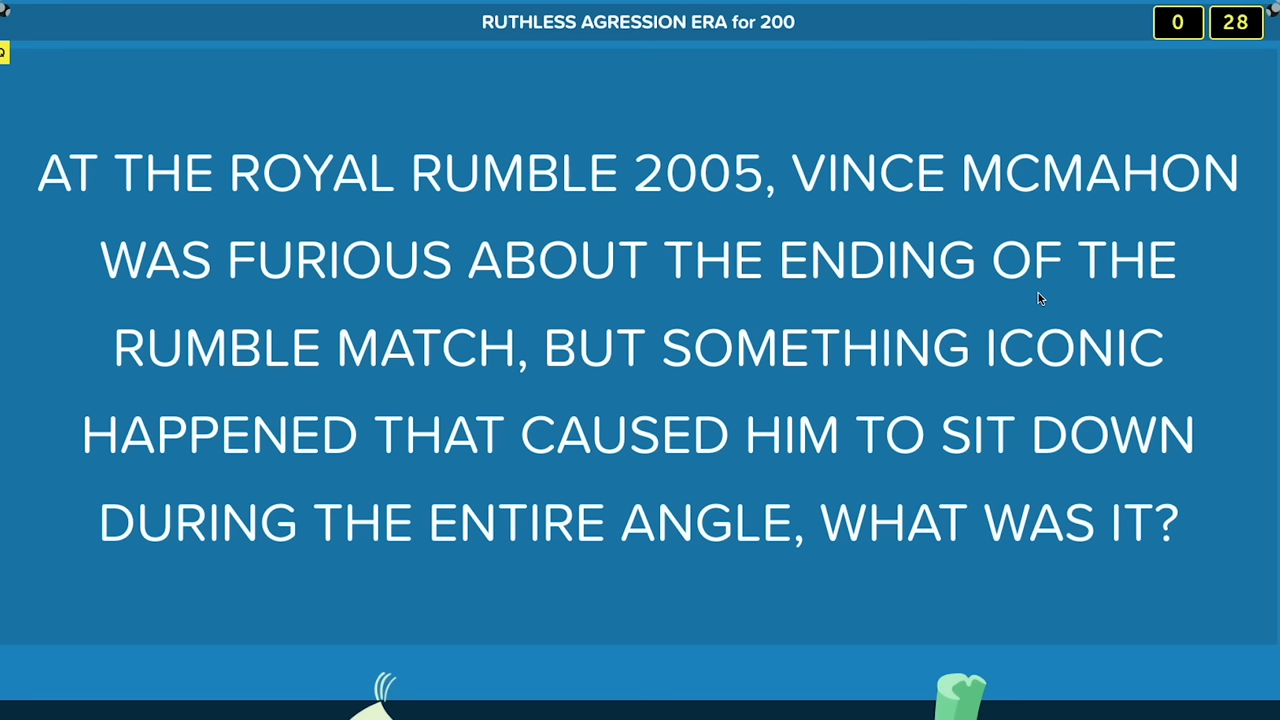 RUTHLESS AGRESSION ERA for 200
0 28
AT THE ROYAL RUMBLE 2005, VINCE MCMAHON
WAS FURIOUS ABOUT THE ENDING OF THE
RUMBLE MATCH, BUT SOMETHING ICONIC
HAPPENED THAT CAUSED HIM TO SIT DOWN
DURING THE ENTIRE ANGLE, WHAT WAS IT?